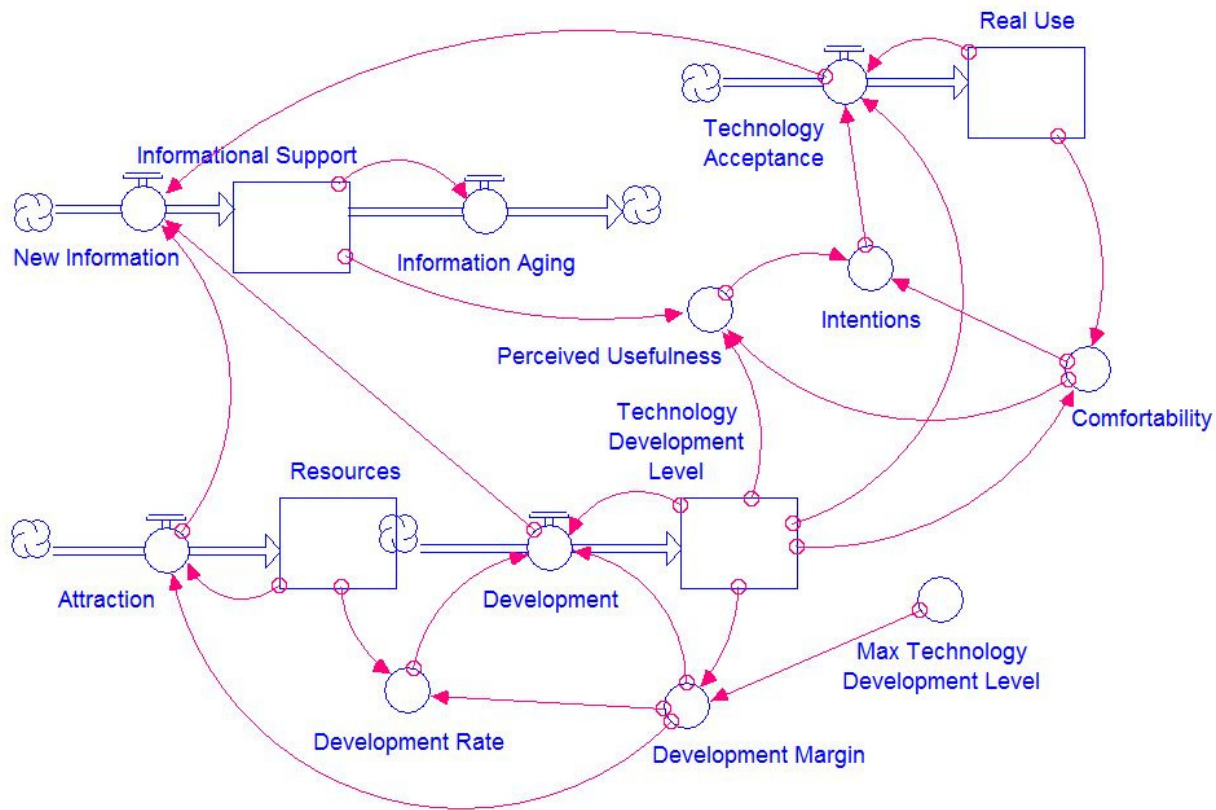 Real Use
Technology
Acceptance
Informational Support
New Information
Information Aging
Intentions
Perceived Usefulness
Comfortability
Technology
Development
Level
Resources
Attraction
Development
Max Technology
Development Level
Development Rate
Development Margin